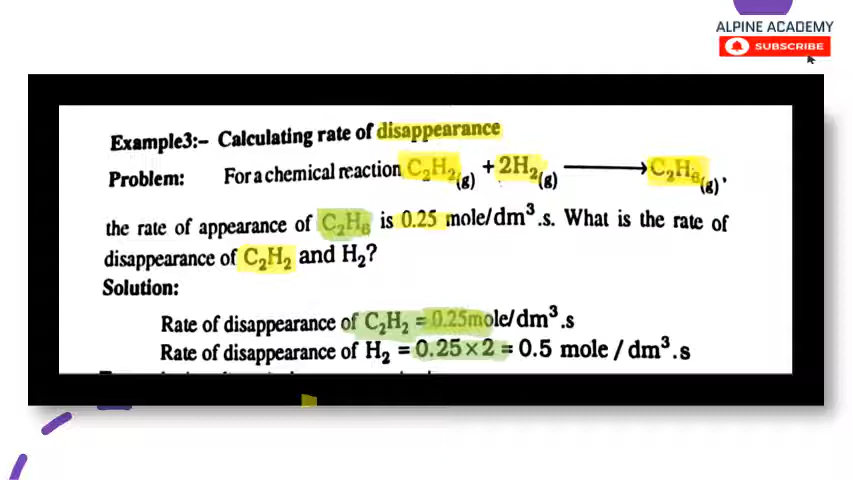 ALPINE ACADEMY
SUBSCRIBE
Example3:- Calculating rate of disappearance
Problem: For a chemical reaction C₂H₂(g) + 2H₂(g) ⟶ C₂H₆(g),
the rate of appearance of C₂H₆ is 0.25 mole/dm³.s. What is the rate of
disappearance of C₂H₂ and H₂?
Solution:
Rate of disappearance of C₂H₂ = 0.25mole/dm³.s
Rate of disappearance of H₂ = 0.25×2 = 0.5 mole / dm³.s